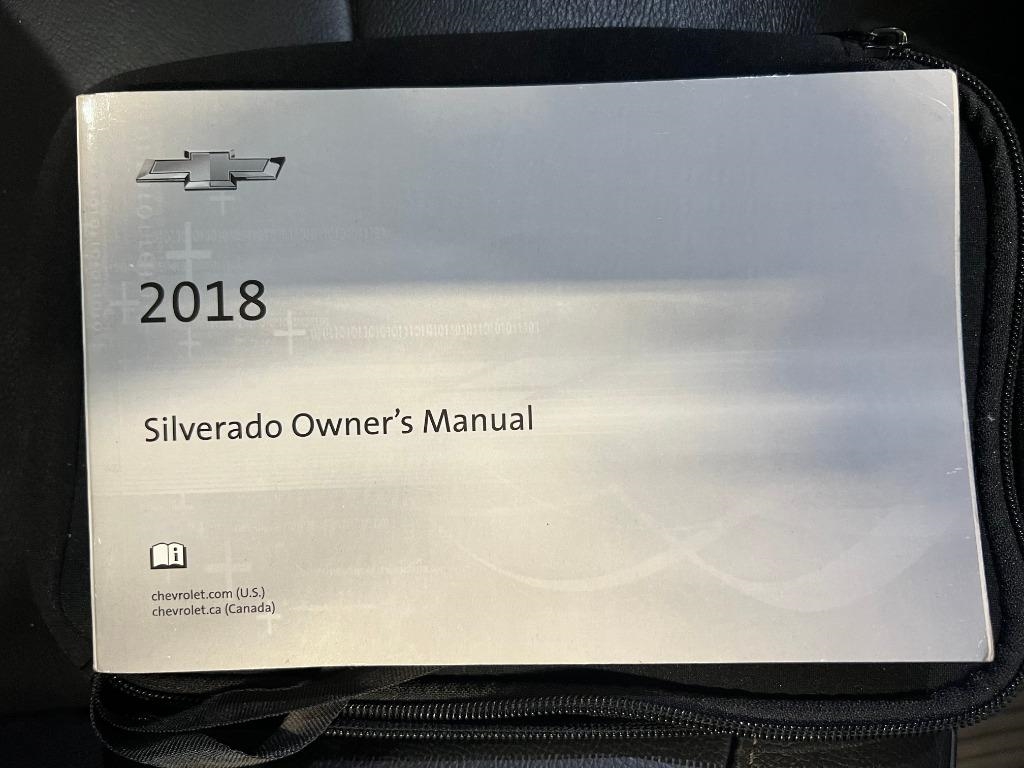 2018
Silverado Owner's Manual
i
chevrolet.com (U.S.)
chevrolet.ca (Canada)